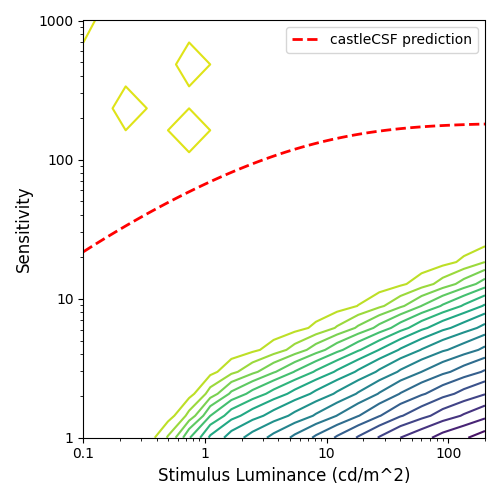 1000
castleCSF prediction
100
10
1
Sensitivity
0.1 1 10 100
Stimulus Luminance (cd/m^2)